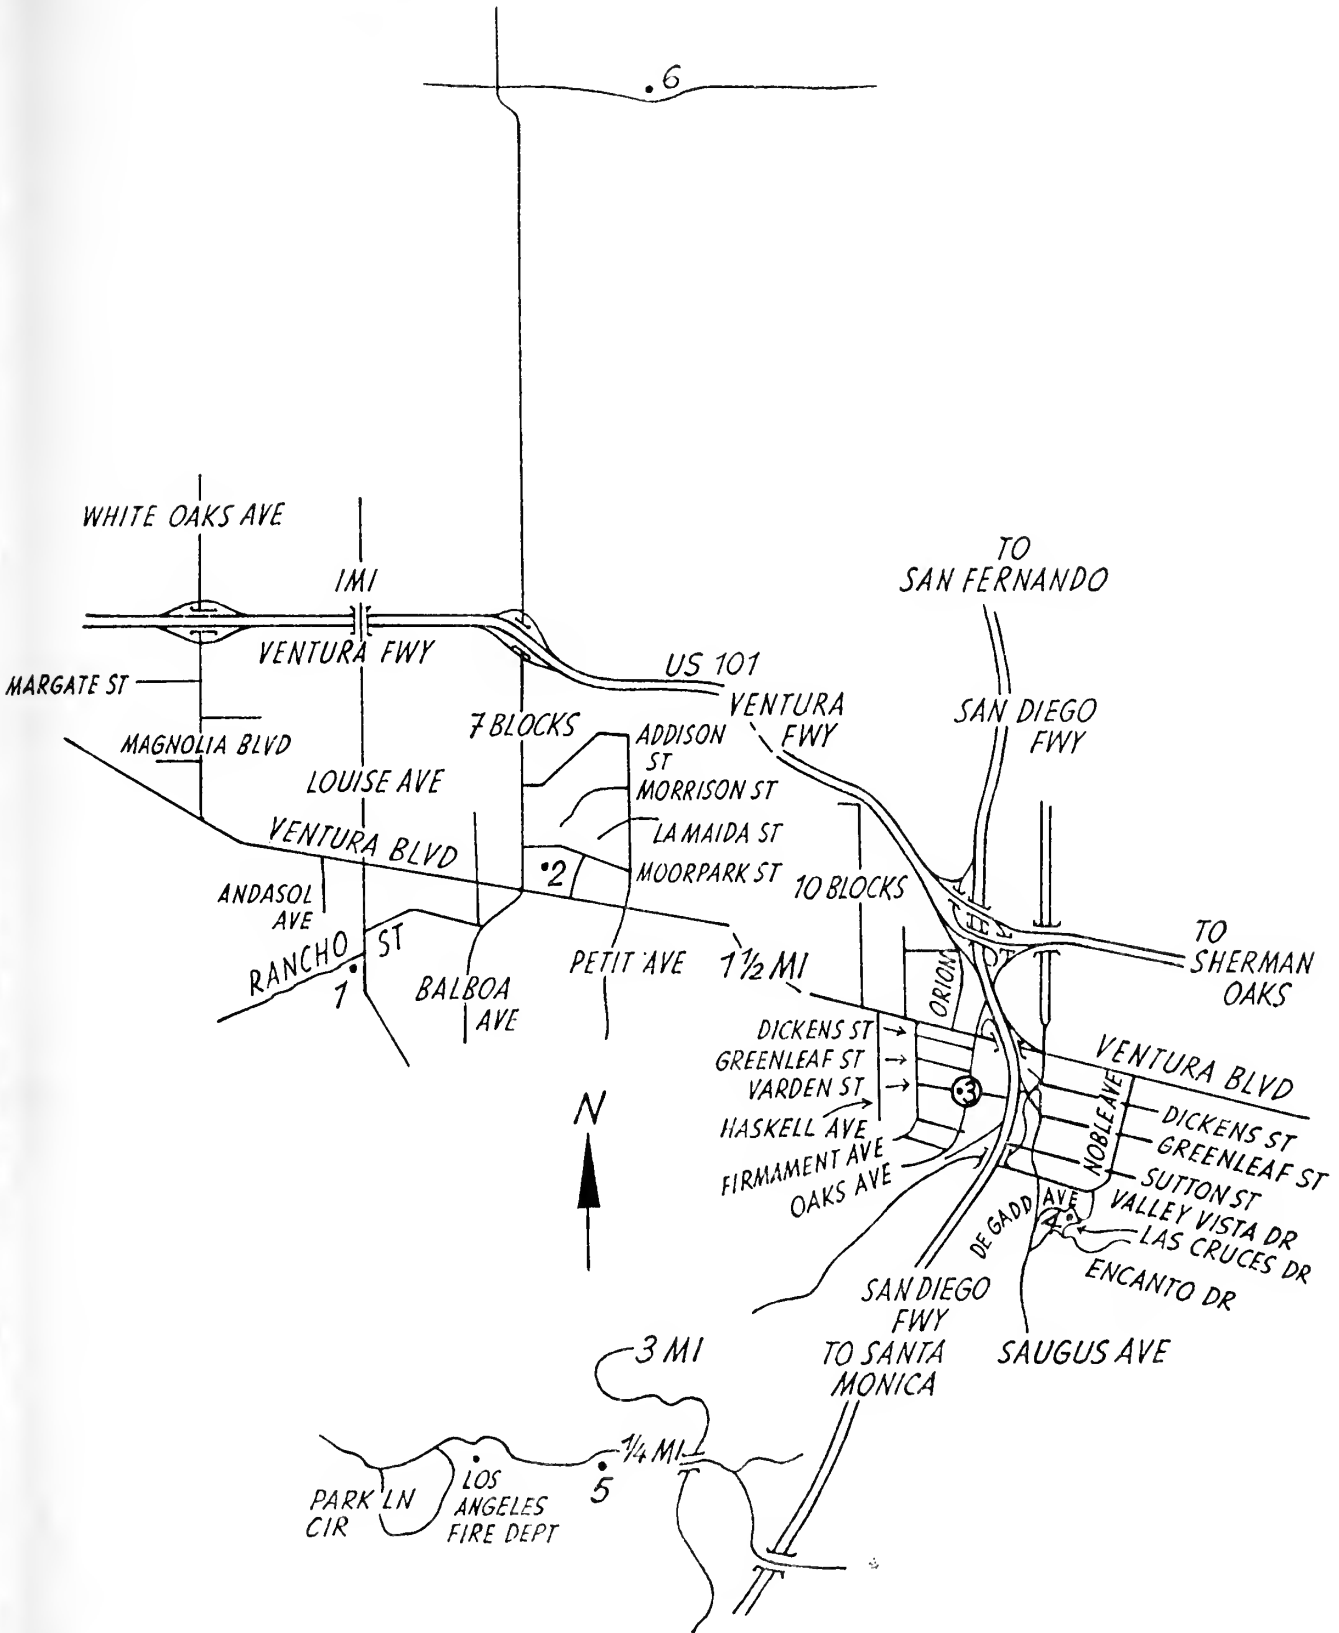 6
WHITE OAKS AVE
TO
SAN FERNANDO
1MI
VENTURA FWY
US 101
MARGATE ST
VENTURA
FWY
SAN DIEGO
FWY
7 BLOCKS
ADDISON
ST
MAGNOLIA BLVD
LOUISE AVE
MORRISON ST
VENTURA BLVD
LA MAIDA ST
2
MOORPARK ST
10 BLOCKS
ANDASOL
AVE
RANCHO ST
1
BALBOA
AVE
PETIT AVE
1 1/2 MI
ORION
TO
SHERMAN
OAKS
DICKENS ST →
GREENLEAF ST →
VARDEN ST →
HASKELL AVE
FIRMAMENT AVE
OAKS AVE
3
VENTURA BLVD
NOBLE AVE
DICKENS ST
GREENLEAF ST
SUTTON ST
VALLEY VISTA DR
LAS CRUCES DR
ENCANTO DR
DE GADD AVE
4
N
SAN DIEGO
FWY
TO SANTA
MONICA
SAUGUS AVE
3 MI
1/4 MI
5
PARK LN
CIR
LOS
ANGELES
FIRE DEPT